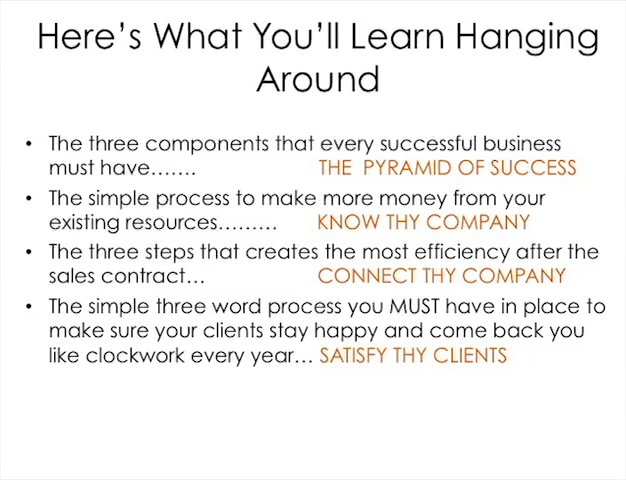 Here's What You'll Learn Hanging
Around
• The three components that every successful business
must have……. THE PYRAMID OF SUCCESS
• The simple process to make more money from your
existing resources……… KNOW THY COMPANY
• The three steps that creates the most efficiency after the
sales contract… CONNECT THY COMPANY
• The simple three word process you MUST have in place to
make sure your clients stay happy and come back you
like clockwork every year… SATISFY THY CLIENTS